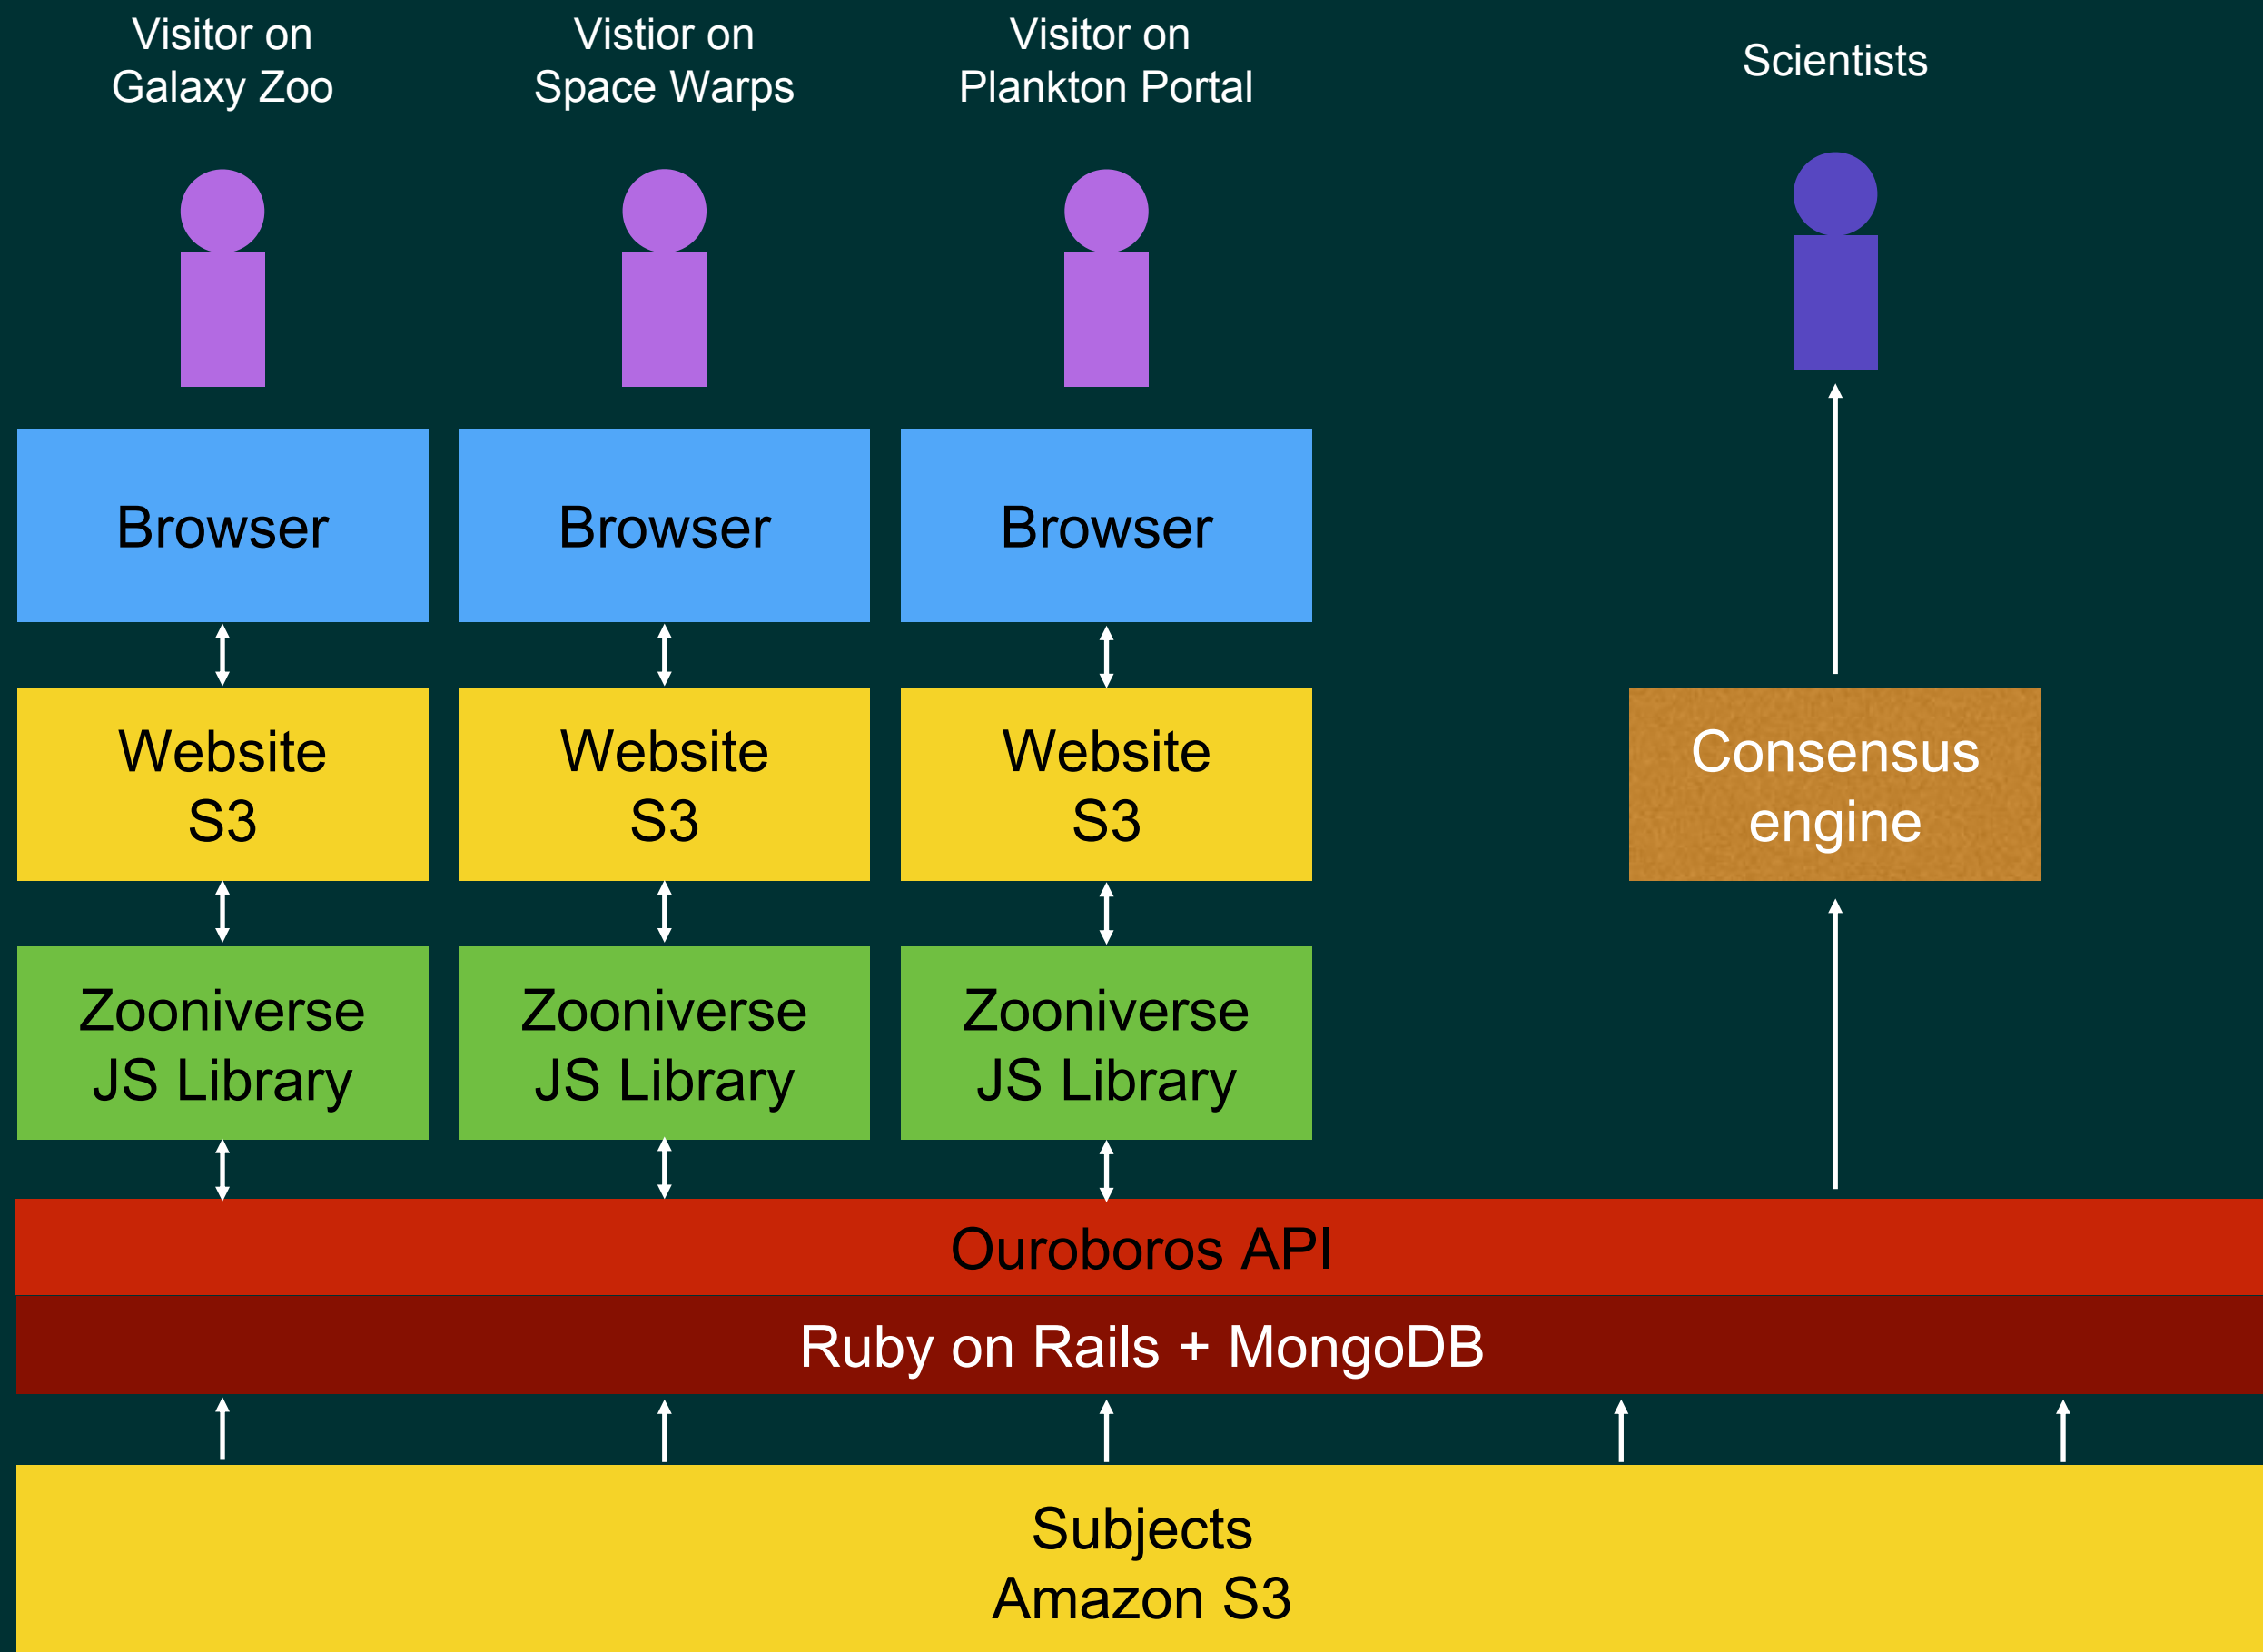 Visitor on
Galaxy Zoo
Vistior on
Space Warps
Visitor on
Plankton Portal
Scientists
Browser
Browser
Browser
Website
S3
Website
S3
Website
S3
Consensus
engine
Zooniverse
JS Library
Zooniverse
JS Library
Zooniverse
JS Library
Ouroboros API
Ruby on Rails + MongoDB
Subjects
Amazon S3